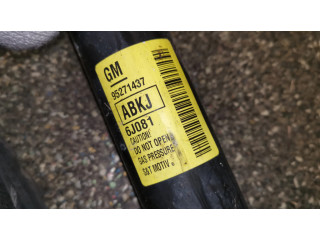 GM
95271437
ABKJ
6J081
CAUTION!
DO NOT OPEN
GAS PRESSURE